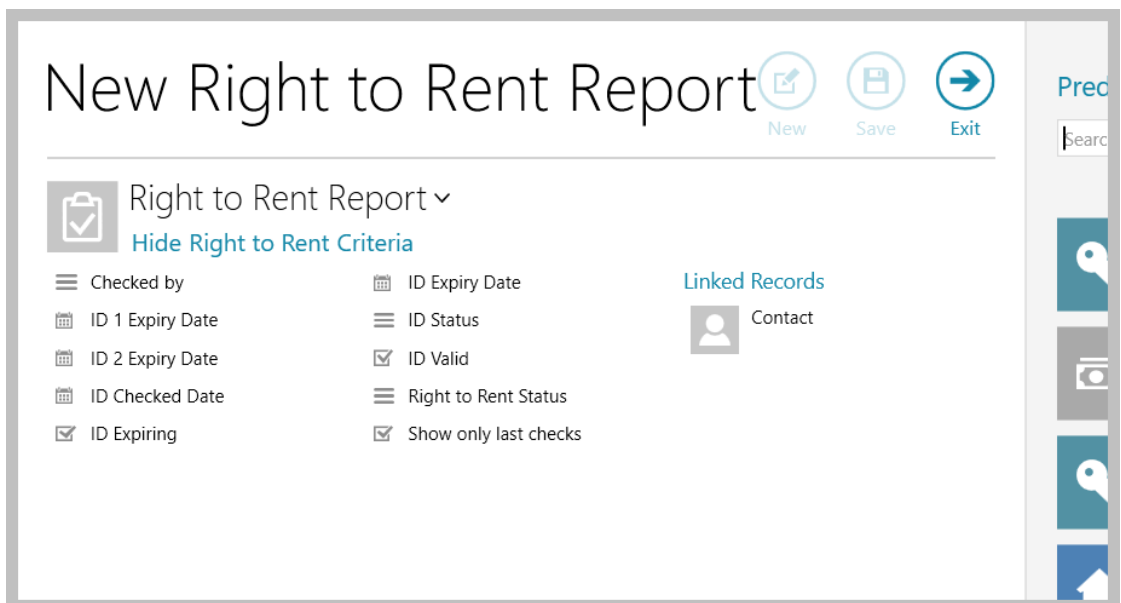 New Right to Rent Report
New
Save
Exit
Pred
Searc
Right to Rent Report
Hide Right to Rent Criteria
Checked by
ID 1 Expiry Date
ID 2 Expiry Date
ID Checked Date
ID Expiring
ID Expiry Date
ID Status
ID Valid
Right to Rent Status
Show only last checks
Linked Records
Contact